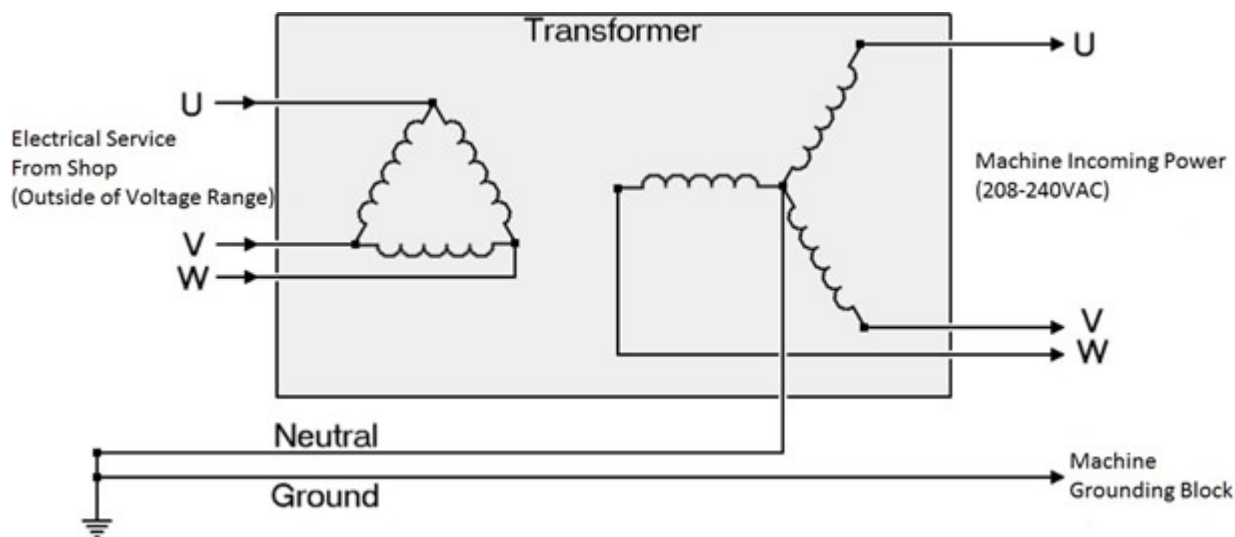 Transformer
U
U
Electrical Service
From Shop
(Outside of Voltage Range)
Machine Incoming Power
(208-240VAC)
V
W
V
W
Neutral
Ground
Machine
Grounding Block